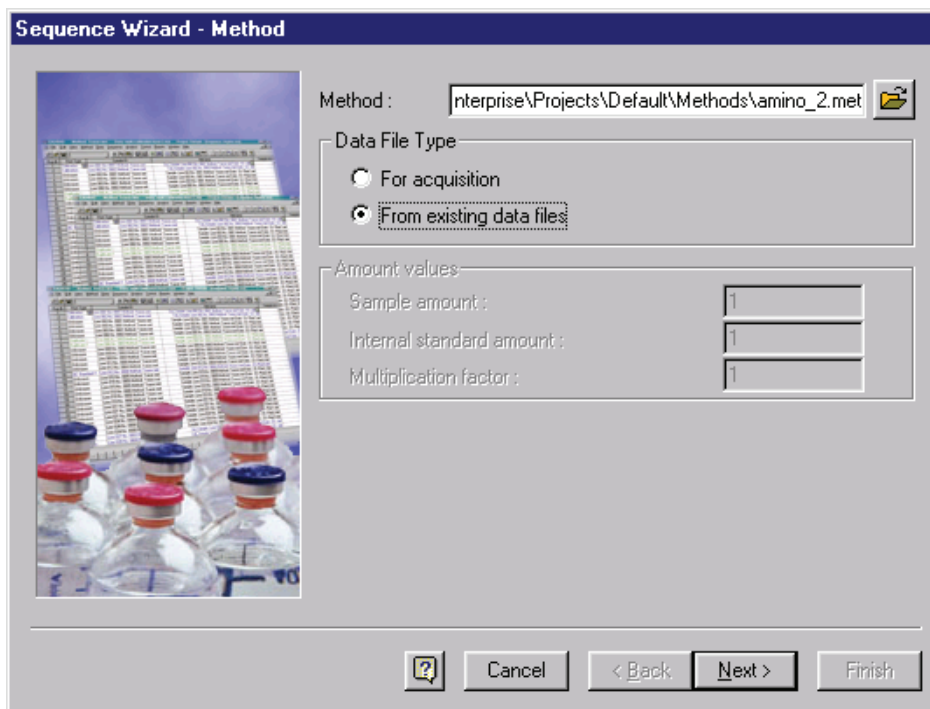 Sequence Wizard - Method
Method :
nterprise\Projects\Default\Methods\amino_2.met
Data File Type
For acquisition
From existing data files
Amount values
Sample amount :
1
Internal standard amount :
1
Multiplication factor :
1
Cancel
< Back
Next >
Finish